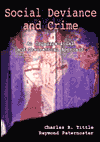 Social Deviance
and Crime
Charles R. Tittle
Raymond Paternoster